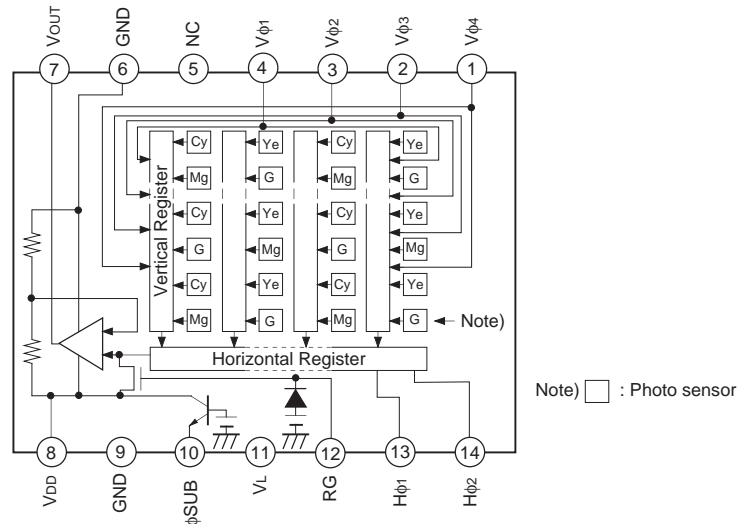 VOUT
GND
NC
Vφ1
Vφ2
Vφ3
Vφ4
7
6
5
4
3
2
1
Vertical Register
Cy
Ye
Cy
Ye
Mg
G
Mg
G
Cy
Ye
Cy
Ye
G
Mg
G
Mg
Cy
Ye
Cy
Ye
Mg
G
Mg
G
Note)
Horizontal Register
Note) : Photo sensor
8
9
10
11
12
13
14
VDD
GND
φSUB
VL
RG
Hφ1
Hφ2